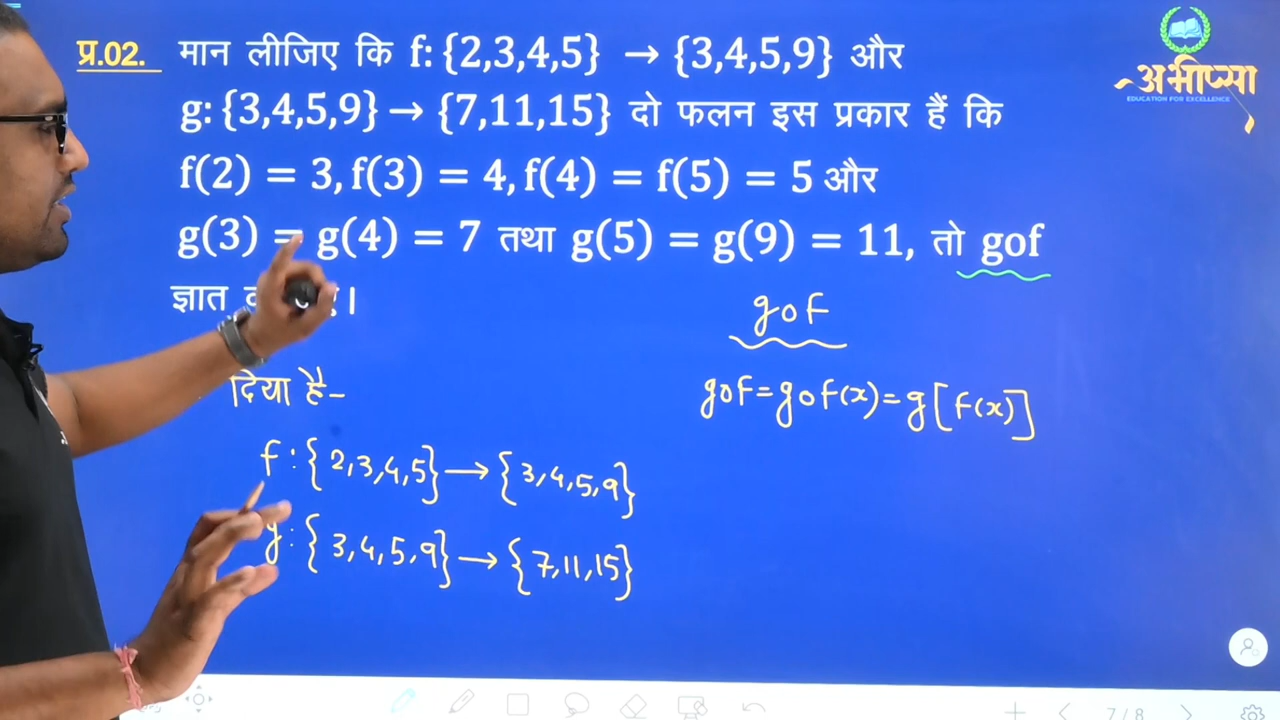 प्र.02. मान लीजिए कि f: {2,3,4,5} → {3,4,5,9} और
g: {3,4,5,9} → {7,11,15} दो फलन इस प्रकार हैं कि
f(2) = 3, f(3) = 4, f(4) = f(5) = 5 और
g(3) = g(4) = 7 तथा g(5) = g(9) = 11, तो gof
ज्ञात
अभीप्सा
EDUCATION FOR EXCELLENCE
gof
gof = gof(x) = g[f(x)]
दिया है-
f : {2,3,4,5} → {3,4,5,9}
g : {3,4,5,9} → {7,11,15}
7 / 8